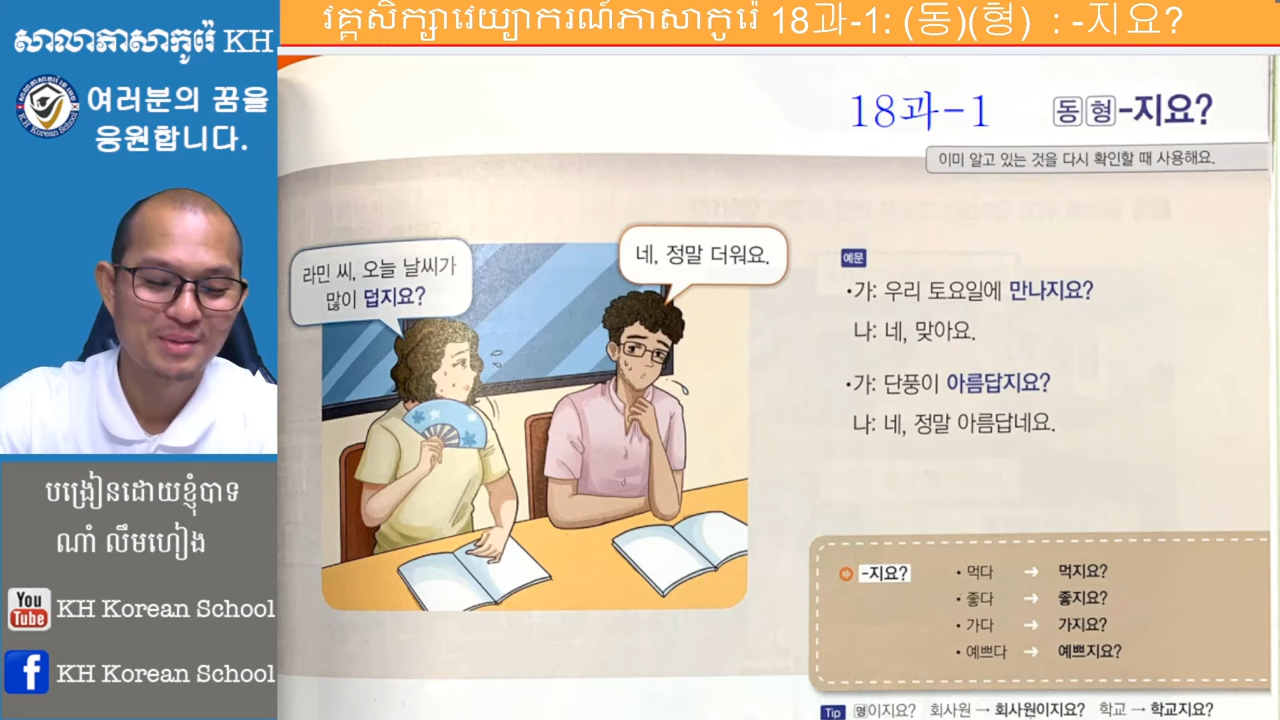 សាលាភាសាកូរ៉េ KH
여러분의 꿈을
응원합니다.
វគ្គសិក្សាវេយ្យាករណ៍ភាសាកូរ៉េ 18과-1: (동)(형) : -지요?
18과-1
동 형 -지요?
이미 알고 있는 것을 다시 확인할 때 사용해요.
라민 씨, 오늘 날씨가
많이 덥지요?
네, 정말 더워요.
예문
•가: 우리 토요일에 만나지요?
나: 네, 맞아요.
•가: 단풍이 아름답지요?
나: 네, 정말 아름답네요.
-지요?
• 먹다 → 먹지요?
• 좋다 → 좋지요?
• 가다 → 가지요?
• 예쁘다 → 예쁘지요?
Tip 명이지요? 회사원 → 회사원이지요? 학교 → 학교지요?
បង្រៀនដោយខ្ញុំបាទ
ណាំ លឹមហៀង
You Tube KH Korean School
f KH Korean School